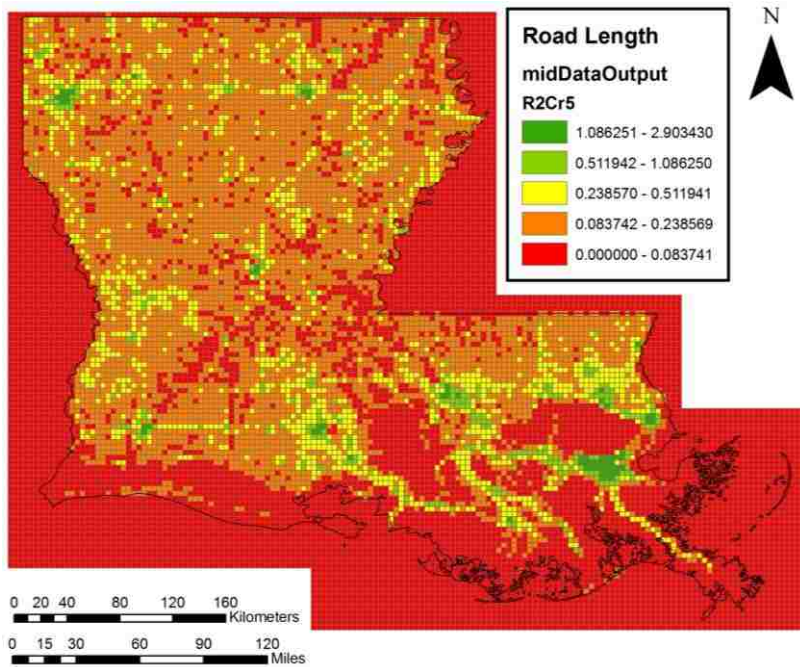 N
Road Length
midDataOutput
R2Cr5
1.086251 - 2.903430
0.511942 - 1.086250
0.238570 - 0.511941
0.083742 - 0.238569
0.000000 - 0.083741
0 20 40 80 120 160
Kilometers
0 15 30 60 90 120
Miles